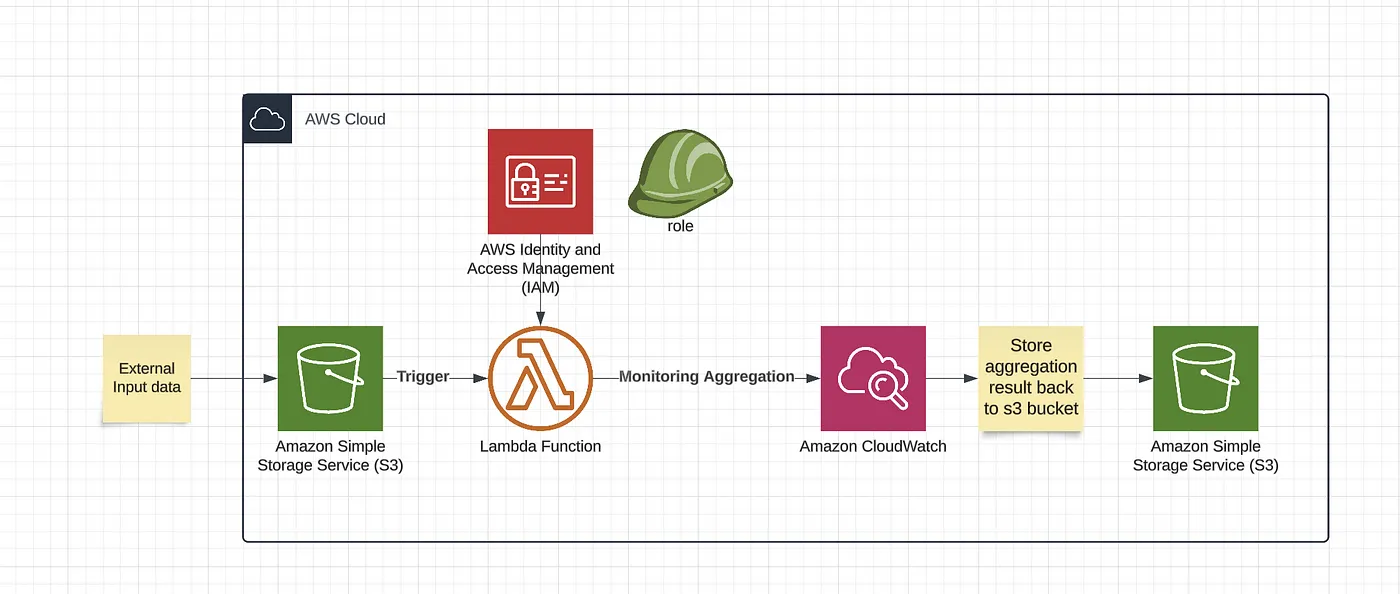 AWS Cloud
role
AWS Identity and
Access Management
(IAM)
External
Input data
Trigger
Monitoring Aggregation
Store
aggregation
result back
to s3 bucket
Amazon Simple
Storage Service (S3)
Lambda Function
Amazon CloudWatch
Amazon Simple
Storage Service (S3)